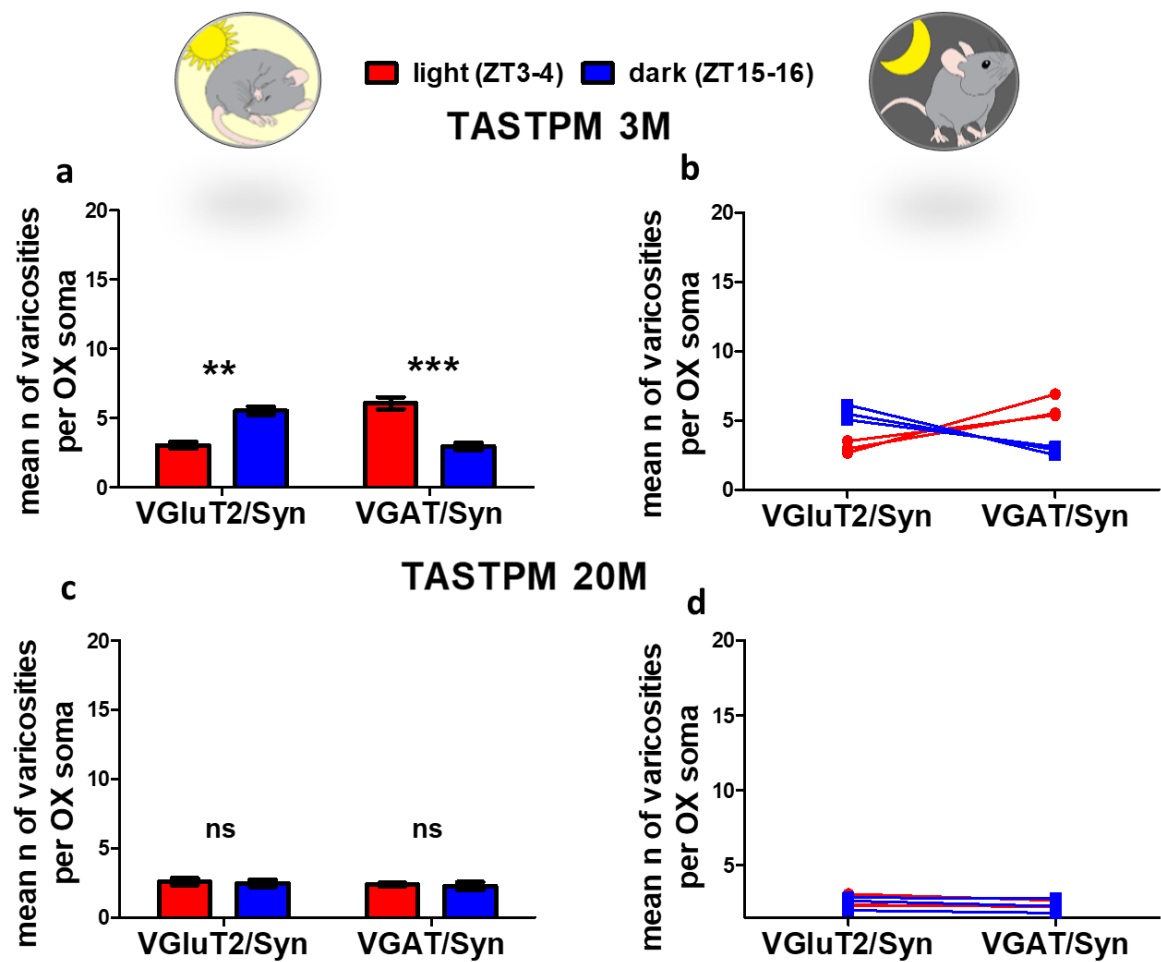 light (ZT3-4) dark (ZT15-16)
TASTPM 3M
a
mean n of varicosities
per OX soma
20
15
10
5
0
**
***
VGluT2/Syn VGAT/Syn
b
mean n of varicosities
per OX soma
20
15
10
5
0
VGluT2/Syn VGAT/Syn
TASTPM 20M
c
mean n of varicosities
per OX soma
20
15
10
5
0
ns
ns
VGluT2/Syn VGAT/Syn
d
mean n of varicosities
per OX soma
20
15
10
5
VGluT2/Syn VGAT/Syn